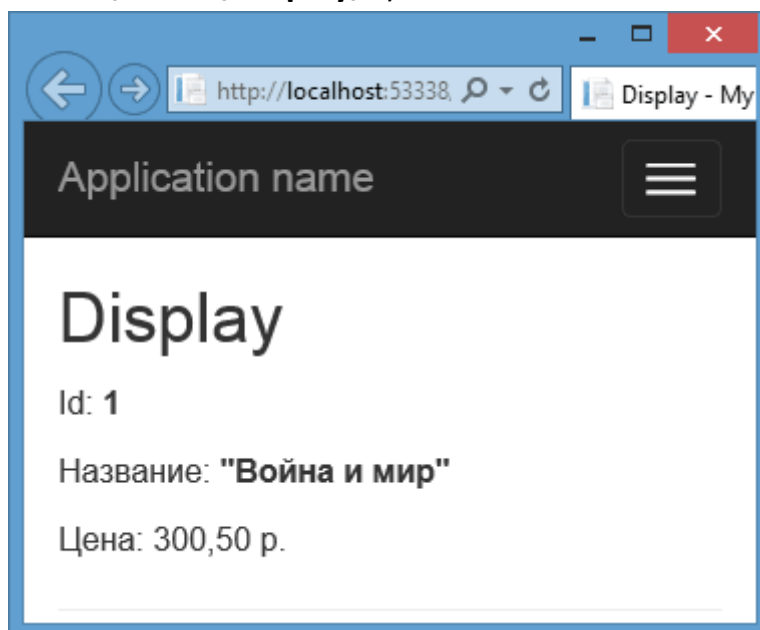 http://localhost:53338,
Display - My
Application name
Display
Id: 1
Название: "Война и мир"
Цена: 300,50 р.